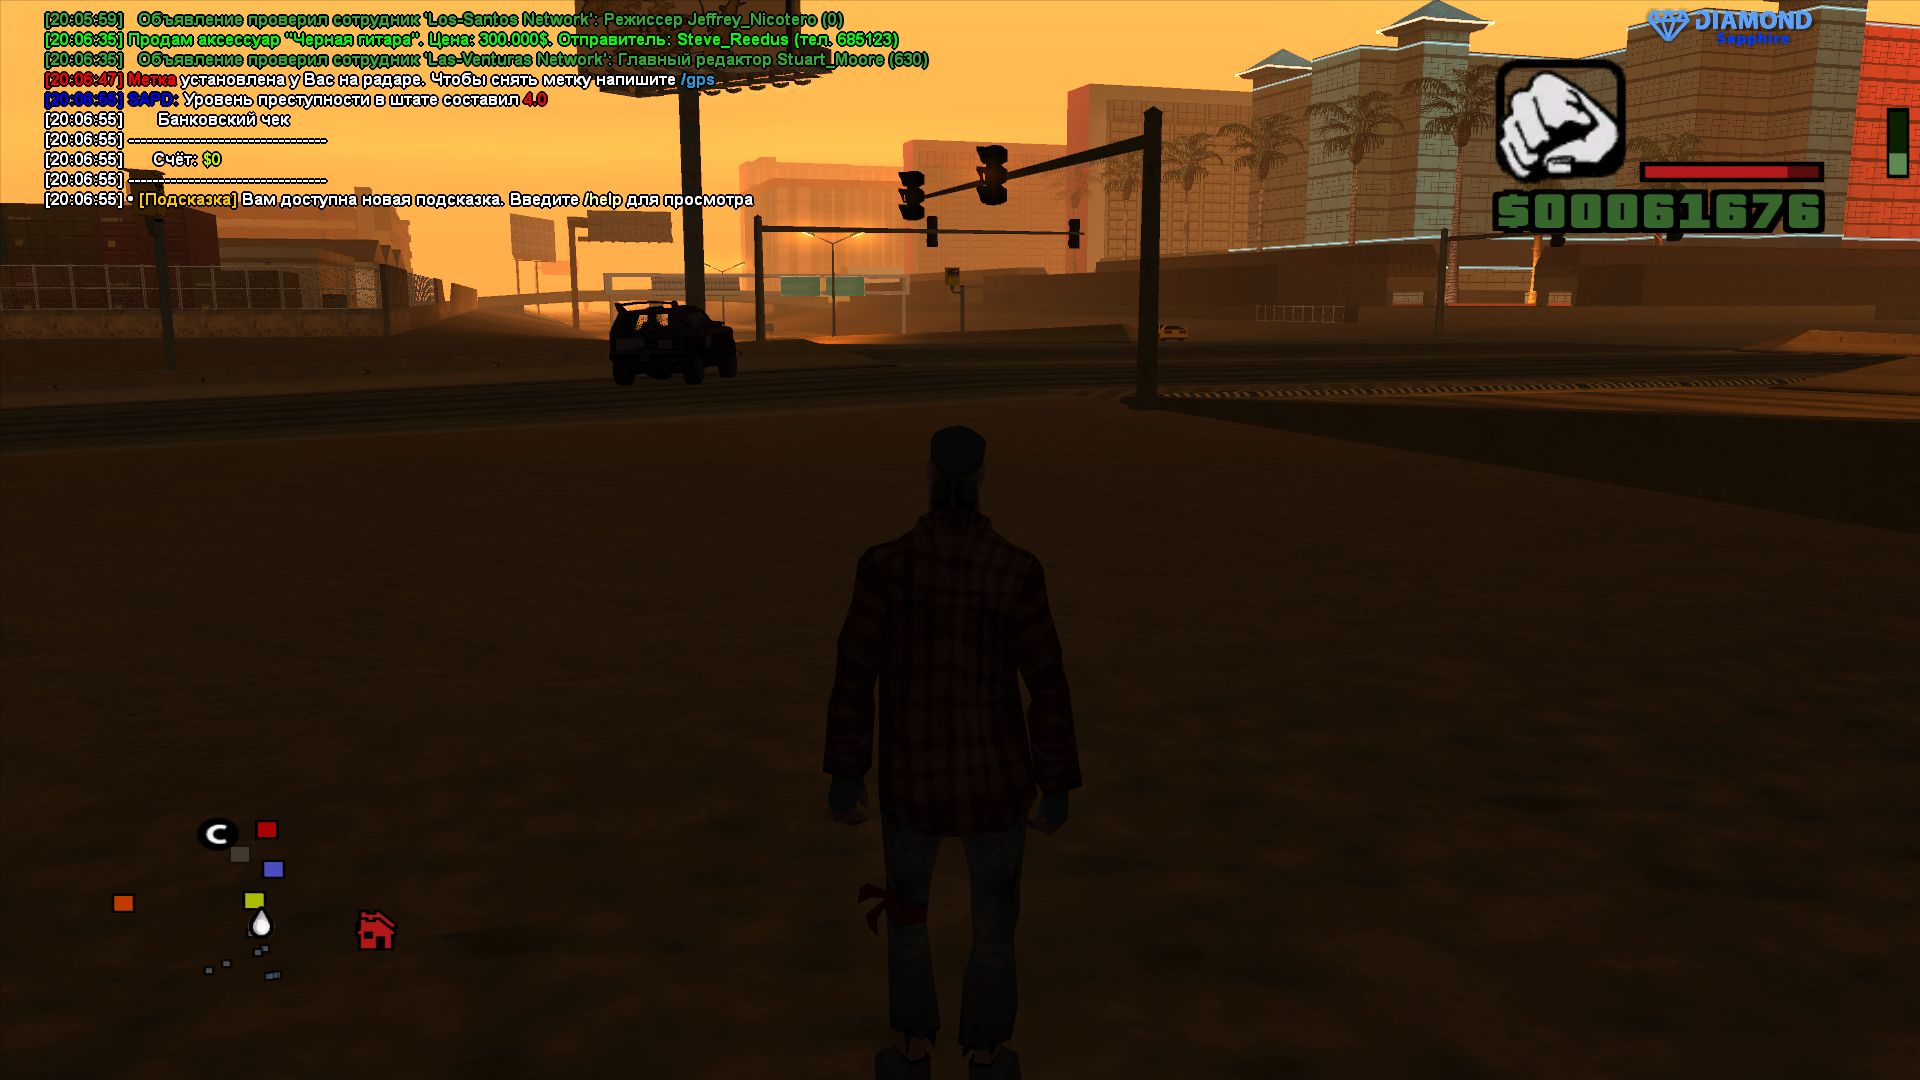 [20:05:59] Объявление проверил сотрудник 'Los-Santos Network': Режиссер Jeffrey_Nicotero (0)
[20:06:35] Продам аксессуар "Черная гитара". Цена: 300.000$. Отправитель: Steve_Reedus (тел. 685123)
[20:06:35] Объявление проверил сотрудник 'Las-Venturas Network': Главный редактор Stuart_Moore (630)
[20:06:47] Метка установлена у Вас на радаре. Чтобы снять метку напишите /gps
[20:06:55] SAPD: Уровень преступности в штате составил 4.0
[20:06:55] Банковский чек
[20:06:55] ---------------------------------
[20:06:55] Счёт: $0
[20:06:55] ---------------------------------
[20:06:55] • [Подсказка] Вам доступна новая подсказка. Введите /help для просмотра
DIAMOND
Sapphire
$00061676
C